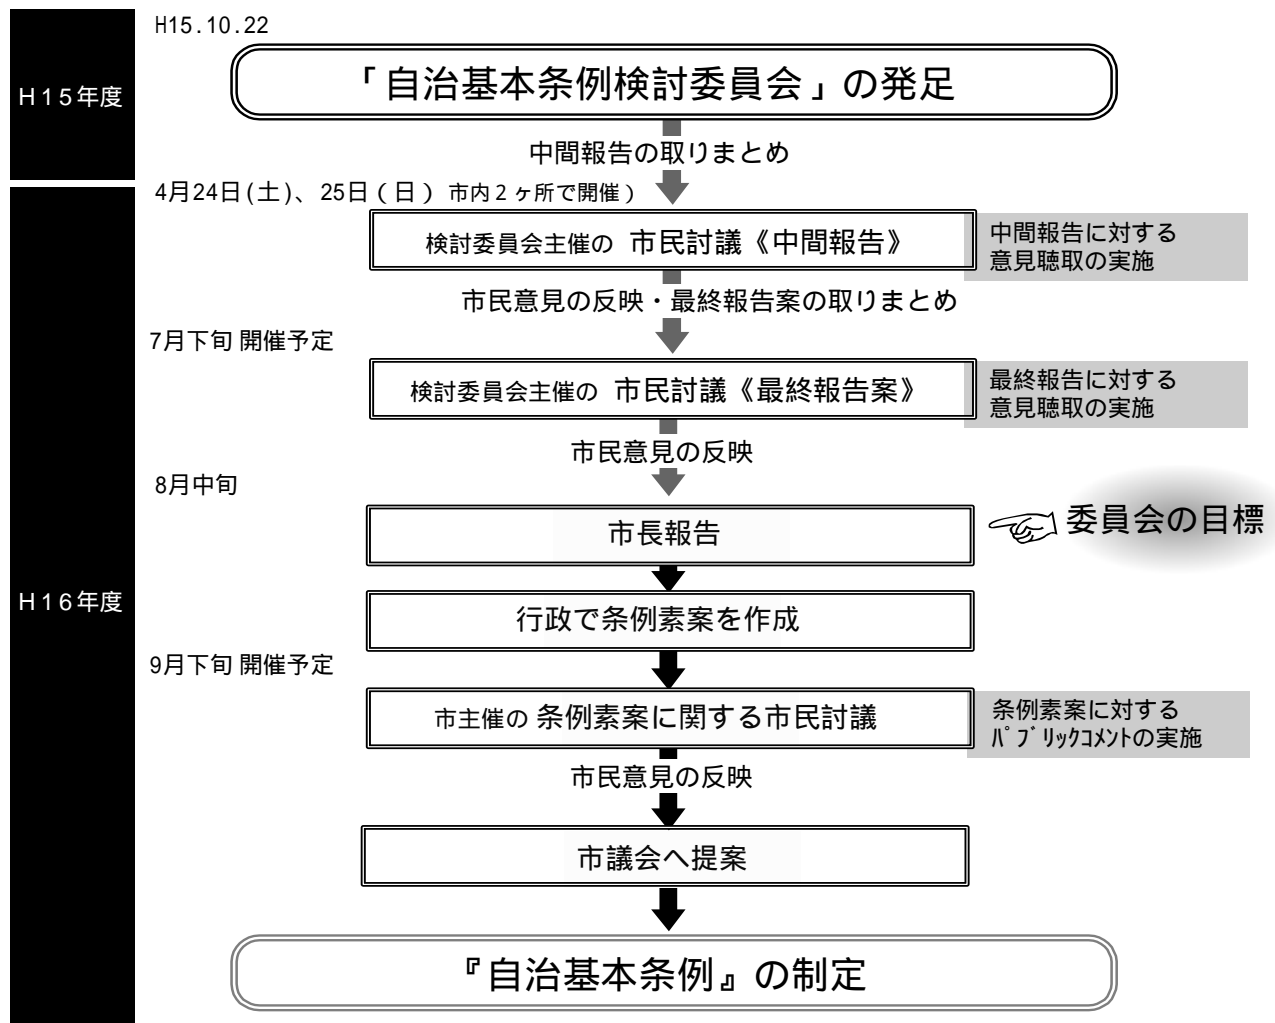 H15.10.22
H15年度
「自治基本条例検討委員会」の発足
中間報告の取りまとめ
4月24日(土)、25日(日)市内2ヶ所で開催)
検討委員会主催の 市民討議《中間報告》
中間報告に対する
意見聴取の実施
市民意見の反映・最終報告案の取りまとめ
7月下旬 開催予定
検討委員会主催の 市民討議《最終報告案》
最終報告に対する
意見聴取の実施
市民意見の反映
8月中旬
市長報告
委員会の目標
H16年度
行政で条例素案を作成
9月下旬 開催予定
市主催の 条例素案に関する市民討議
条例素案に対する
ﾊﾟﾌﾞﾘｯｸｺﾒﾝﾄの実施
市民意見の反映
市議会へ提案
『自治基本条例』の制定